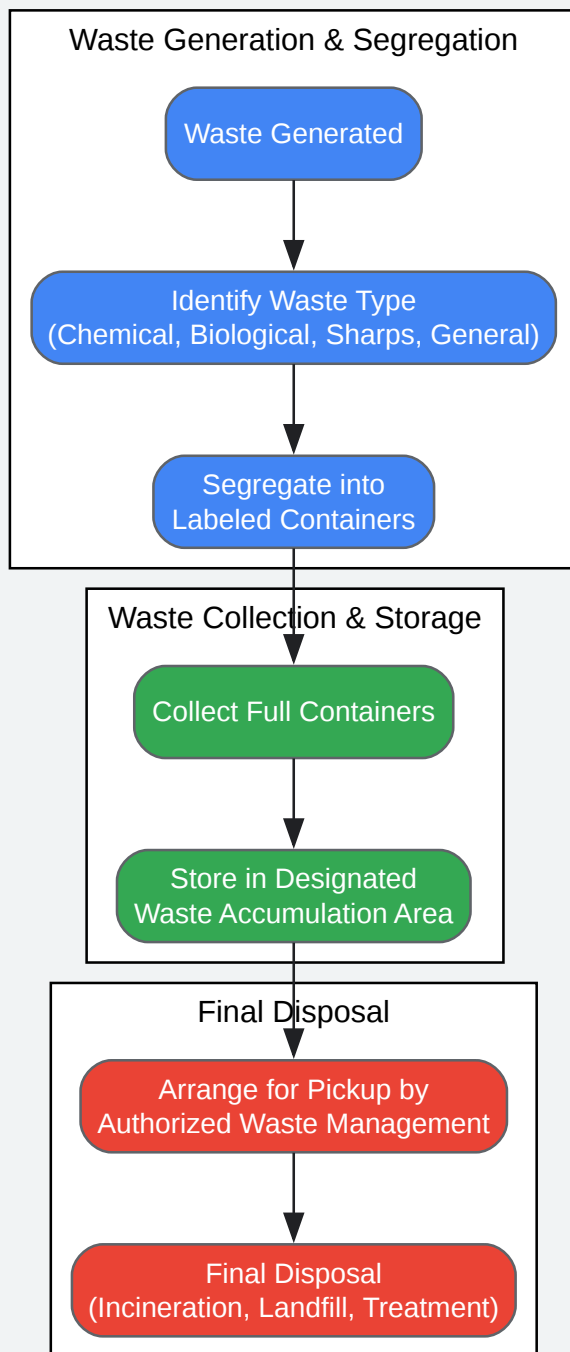 Waste Generation & Segregation
Waste Generated
Identify Waste Type
(Chemical, Biological, Sharps, General)
Segregate into
Labeled Containers
Waste Collection & Storage
Collect Full Containers
Store in Designated
Waste Accumulation Area
Final Disposal
Arrange for Pickup by
Authorized Waste Management
Final Disposal
(Incineration, Landfill, Treatment)